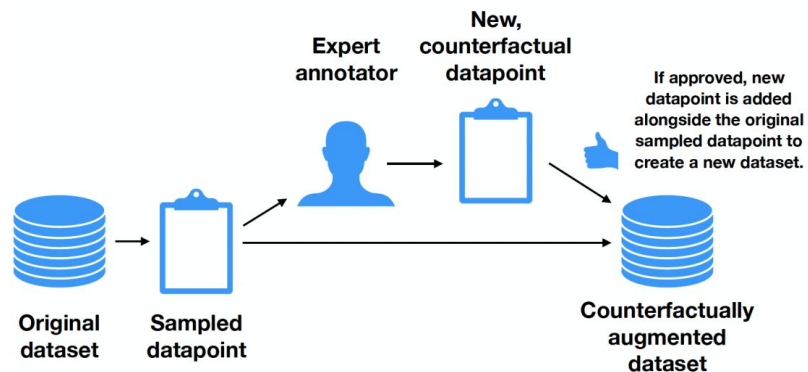 Original
dataset
Sampled
datapoint
Expert
annotator
New,
counterfactual
datapoint
If approved, new
datapoint is added
alongside the original
sampled datapoint to
create a new dataset.
Counterfactually
augmented
dataset